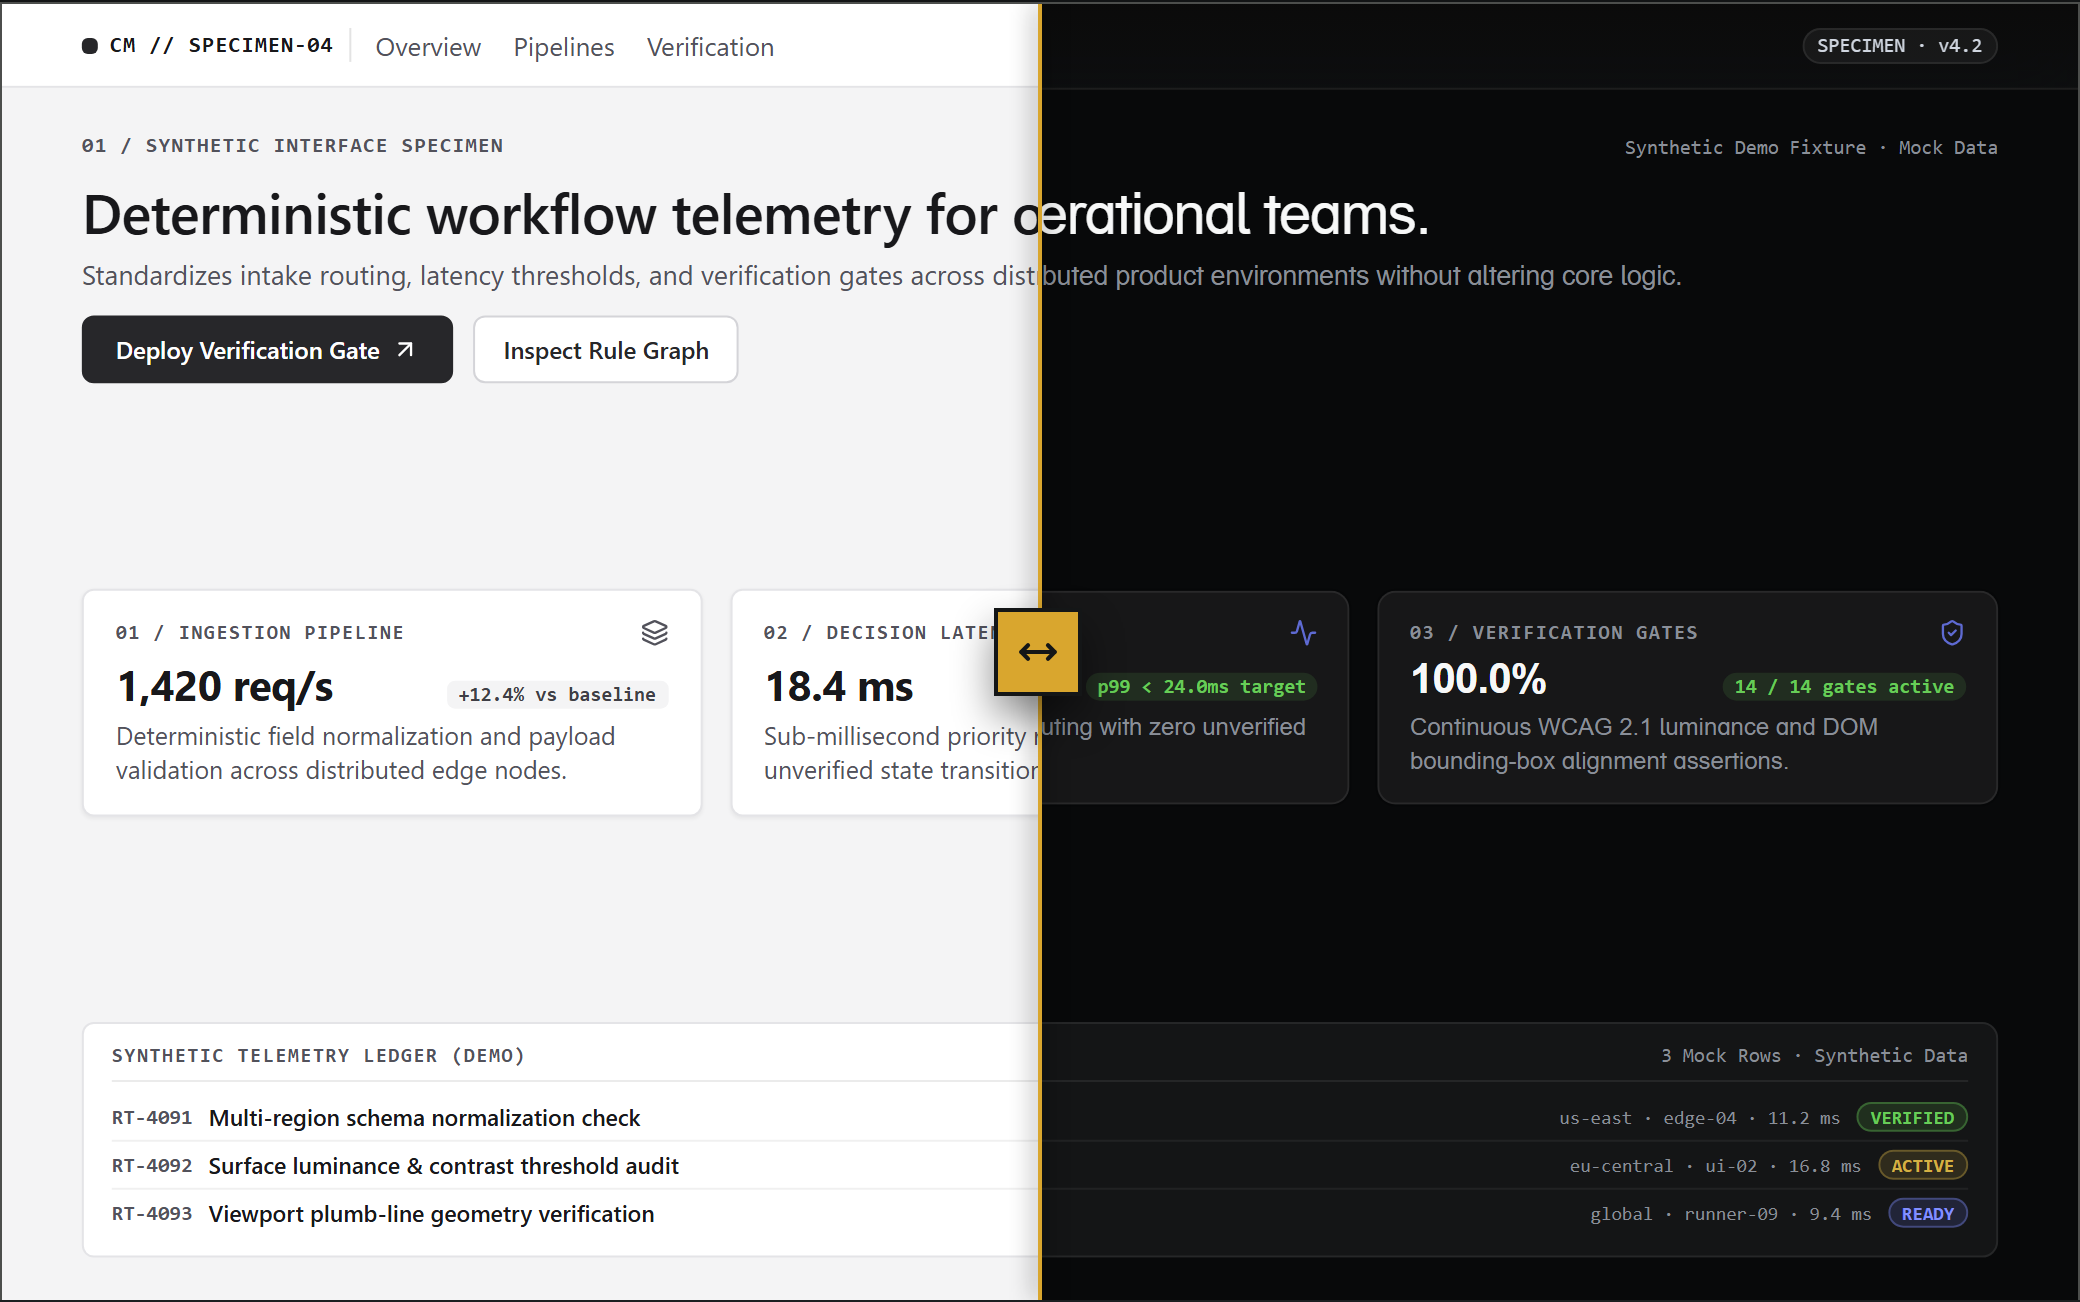 CM // SPECIMEN-04 Overview Pipelines Verification SPECIMEN · v4.2
01 / SYNTHETIC INTERFACE SPECIMEN Synthetic Demo Fixture · Mock Data
Deterministic workflow telemetry for oerational teams.
Standardizes intake routing, latency thresholds, and verification gates across distributed product environments without altering core logic.
Deploy Verification Gate Inspect Rule Graph
01 / INGESTION PIPELINE
1,420 req/s +12.4% vs baseline
Deterministic field normalization and payload
validation across distributed edge nodes.
02 / DECISION LATEN
18.4 ms p99 < 24.0ms target
Sub-millisecond priority uting with zero unverified
unverified state transition
03 / VERIFICATION GATES
100.0% 14 / 14 gates active
Continuous WCAG 2.1 luminance and DOM
bounding-box alignment assertions.
SYNTHETIC TELEMETRY LEDGER (DEMO) 3 Mock Rows · Synthetic Data
RT-4091 Multi-region schema normalization check us-east · edge-04 · 11.2 ms VERIFIED
RT-4092 Surface luminance & contrast threshold audit eu-central · ui-02 · 16.8 ms ACTIVE
RT-4093 Viewport plumb-line geometry verification global · runner-09 · 9.4 ms READY